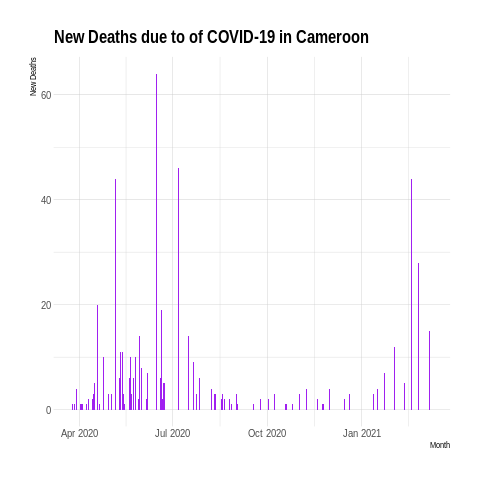 New Deaths due to of COVID-19 in Cameroon
New Deaths
60
40
20
0
Apr 2020 Jul 2020 Oct 2020 Jan 2021
Month